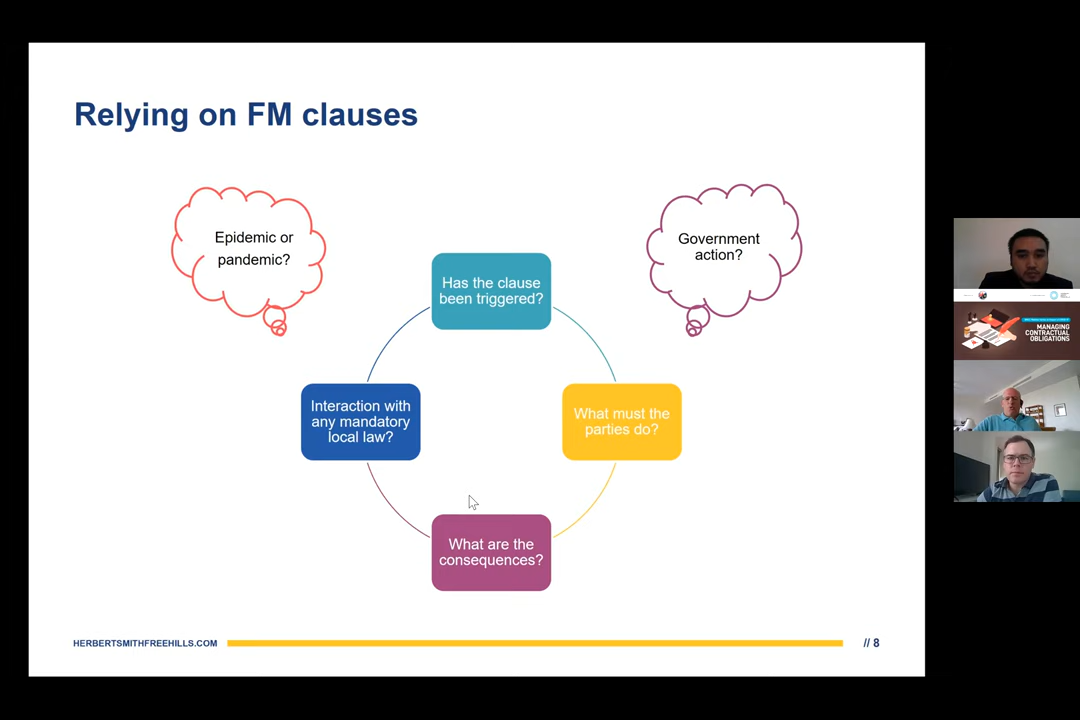 Relying on FM clauses
Epidemic or
pandemic?
Government
action?
Has the clause
been triggered?
Interaction with
any mandatory
local law?
What must the
parties do?
What are the
consequences?
HERBERTSMITHFREEHILLS.COM
// 8
MANAGING
CONTRACTUAL
OBLIGATIONS